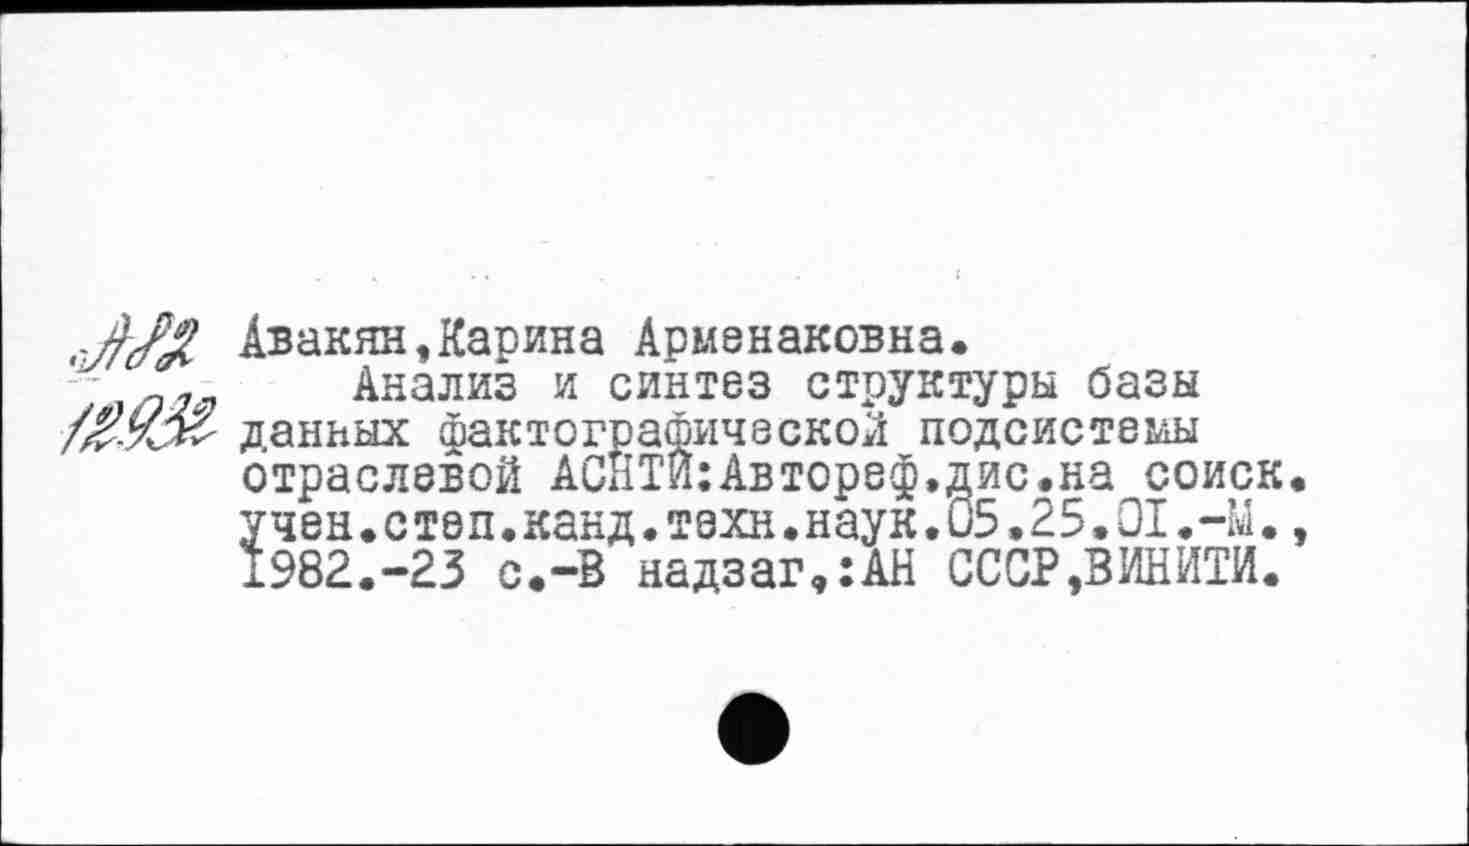 А82 Авакян,Карина Арменаковна.
Анализ и синтез структуры базы
12932 данных фактографической подсистемы
отраслевой АСНТИ:Автореф.дис.на соиск.
учен.степ.канд.техн.наук.05.25.01.-М.,
1982.-23 с.-В надзаг,:АН СССР,ВИНИТИ.